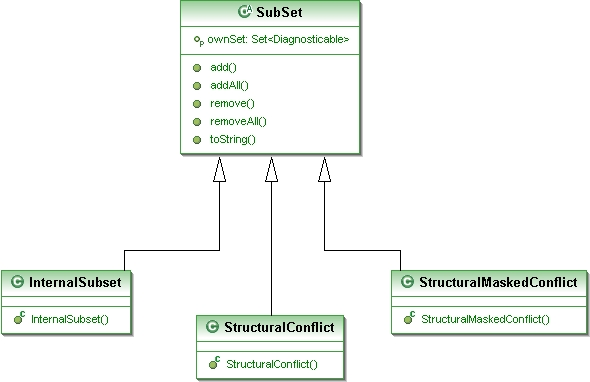 SubSet
ownSet: Set<Diagnosticable>
add()
addAll()
remove()
removeAll()
toString()
InternalSubset
InternalSubset()
StructuralConflict
StructuralConflict()
StructuralMaskedConflict
StructuralMaskedConflict()